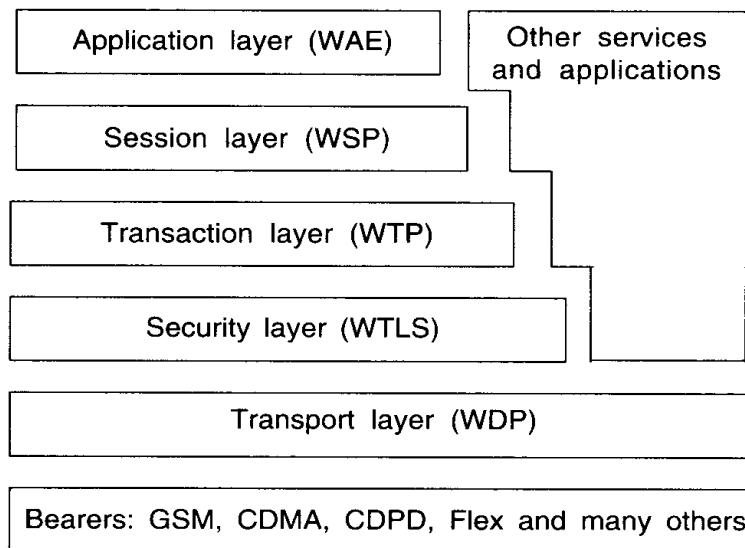 Application layer (WAE)
Other services
and applications
Session layer (WSP)
Transaction layer (WTP)
Security layer (WTLS)
Transport layer (WDP)
Bearers: GSM, CDMA, CDPD, Flex and many others